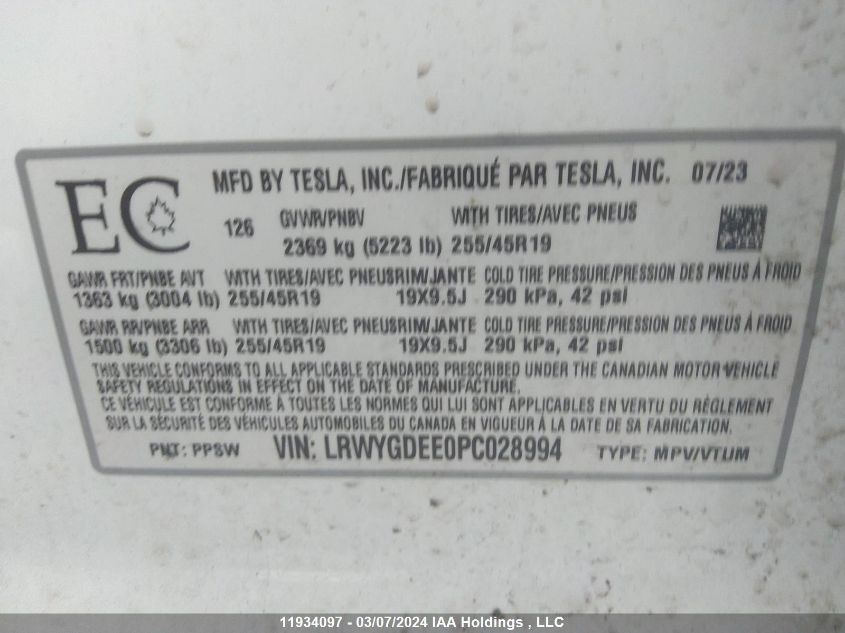 EC
MFD BY TESLA, INC./FABRIQUÉ PAR TESLA, INC. 07/23
126 GVWR/PNBV WITH TIRES/AVEC PNEUS
2369 kg (5223 lb) 255/45R19
GAWR FRT/PNBE AVT WITH TIRES/AVEC PNEUS RIM/JANTE COLD TIRE PRESSURE/PRESSION DES PNEUS À FROID
1363 kg (3004 lb) 255/45R19 19X9.5J 290 kPa, 42 psi
GAWR RR/PNBE ARR WITH TIRES/AVEC PNEUS RIM/JANTE COLD TIRE PRESSURE/PRESSION DES PNEUS À FROID
1500 kg (3306 lb) 255/45R19 19X9.5J 290 kPa, 42 psi
THIS VEHICLE CONFORMS TO ALL APPLICABLE STANDARDS PRESCRIBED UNDER THE CANADIAN MOTOR VEHICLE
SAFETY REGULATIONS IN EFFECT ON THE DATE OF MANUFACTURE.
CE VÉHICULE EST CONFORME À TOUTES LES NORMES QUI LUI SONT APPLICABLES EN VERTU DU RÈGLEMENT
SUR LA SÉCURITÉ DES VÉHICULES AUTOMOBILES DU CANADA EN VIGUEUR À LA DATE DE SA FABRICATION.
PNT: PPSW VIN: LRWYGDEE0PC028994 TYPE: MPV/VTUM
11934097 - 03/07/2024 IAA Holdings , LLC